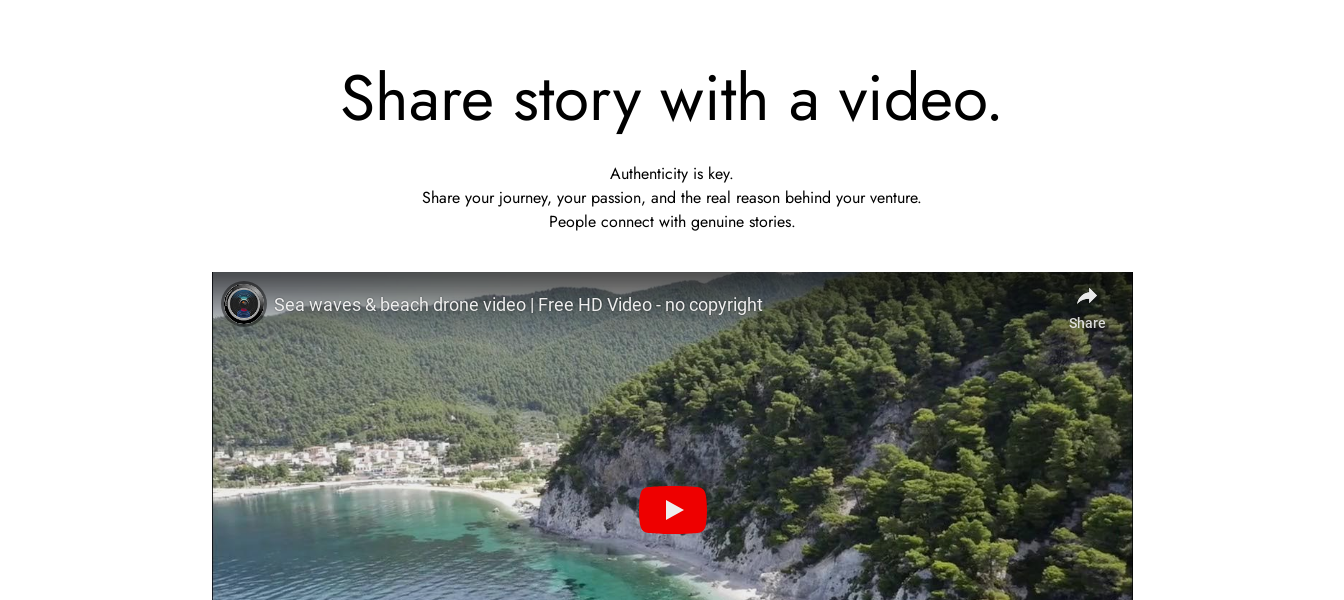 Share story with a video.
Authenticity is key.
Share your journey, your passion, and the real reason behind your venture.
People connect with genuine stories.
Sea waves & beach drone video | Free HD Video - no copyright
Share